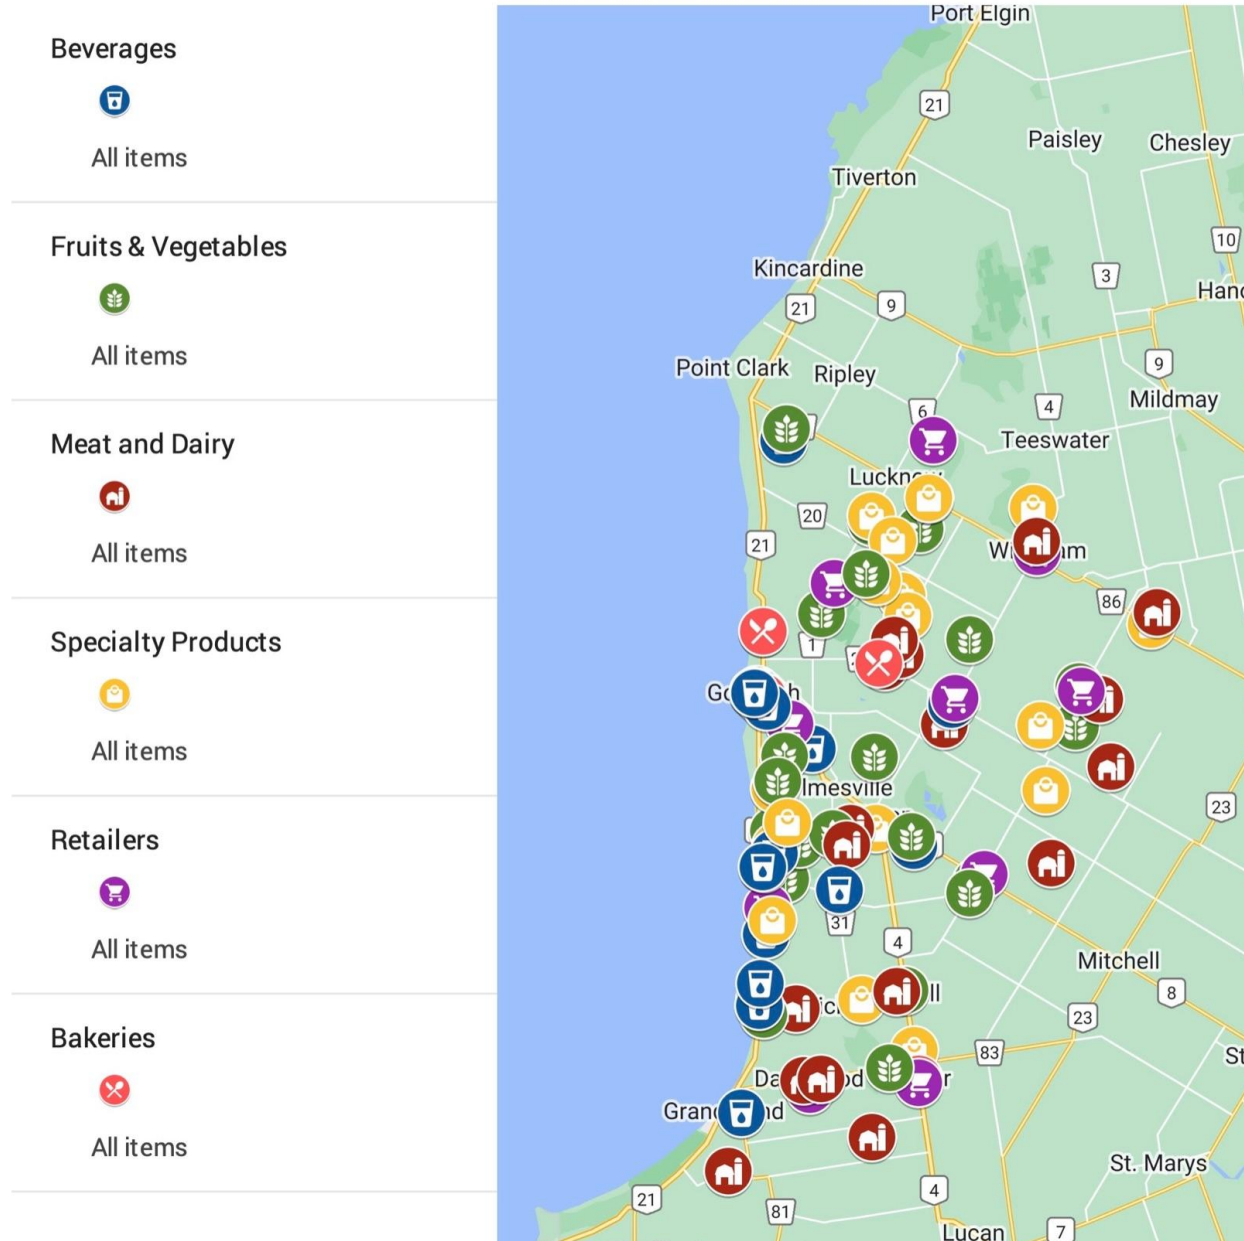 Beverages
All items
Fruits & Vegetables
All items
Meat and Dairy
All items
Specialty Products
All items
Retailers
All items
Bakeries
All items
Port Elgin
21
Paisley
Chesley
Tiverton
10
Kincardine
3
21
9
Point Clark
Ripley
9
6
4
Mildmay
Teeswater
20
21
86
1
lmesville
23
31
4
Mitchell
8
23
83
St. Marys
4
21
81
Lucan
7